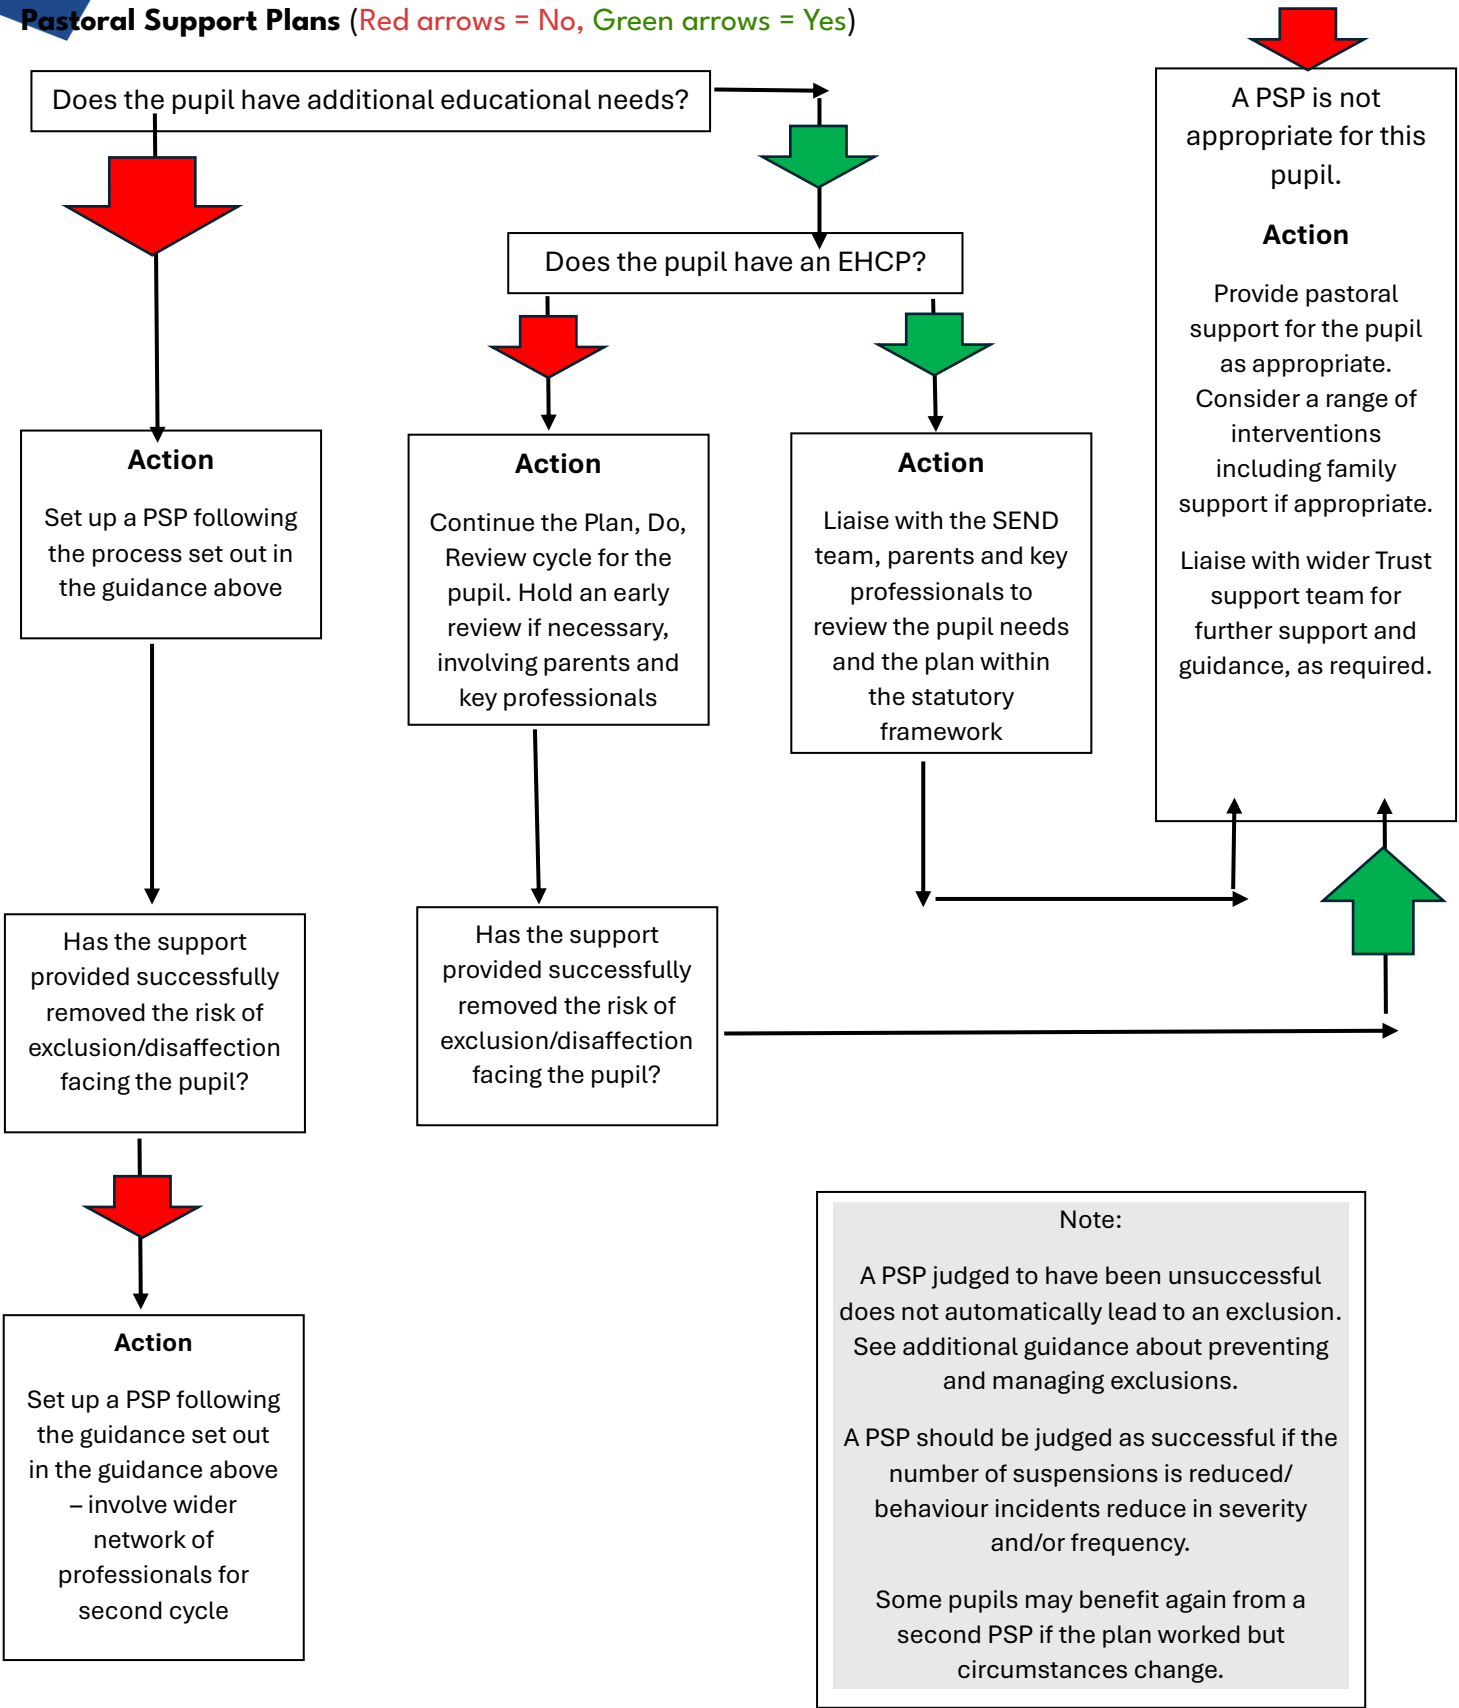 Pastoral Support Plans (Red arrows = No, Green arrows = Yes)
Does the pupil have additional educational needs?
Does the pupil have an EHCP?
A PSP is not
appropriate for this
pupil.
Action
Provide pastoral
support for the pupil
as appropriate.
Consider a range of
interventions
including family
support if appropriate.
Liaise with wider Trust
support team for
further support and
guidance, as required.
Action
Set up a PSP following
the process set out in
the guidance above
Action
Continue the Plan, Do,
Review cycle for the
pupil. Hold an early
review if necessary,
involving parents and
key professionals
Action
Liaise with the SEND
team, parents and key
professionals to
review the pupil needs
and the plan within
the statutory
framework
Has the support
provided successfully
removed the risk of
exclusion/disaffection
facing the pupil?
Has the support
provided successfully
removed the risk of
exclusion/disaffection
facing the pupil?
Action
Set up a PSP following
the guidance set out
in the guidance above
– involve wider
network of
professionals for
second cycle
Note:
A PSP judged to have been unsuccessful
does not automatically lead to an exclusion.
See additional guidance about preventing
and managing exclusions.
A PSP should be judged as successful if the
number of suspensions is reduced/
behaviour incidents reduce in severity
and/or frequency.
Some pupils may benefit again from a
second PSP if the plan worked but
circumstances change.